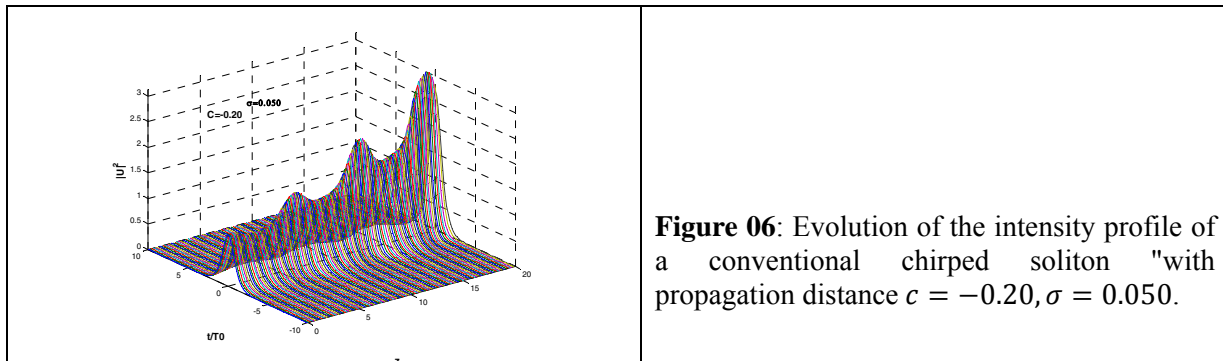 3
2.5
2
1.5
1
0.5
0
|U|²
σ=0.050
C=-0.20
10
5
0
-5
-10
t/T0
0
5
10
15
20
Figure 06: Evolution of the intensity profile of
a conventional chirped soliton "with
propagation distance c = −0.20, σ = 0.050.